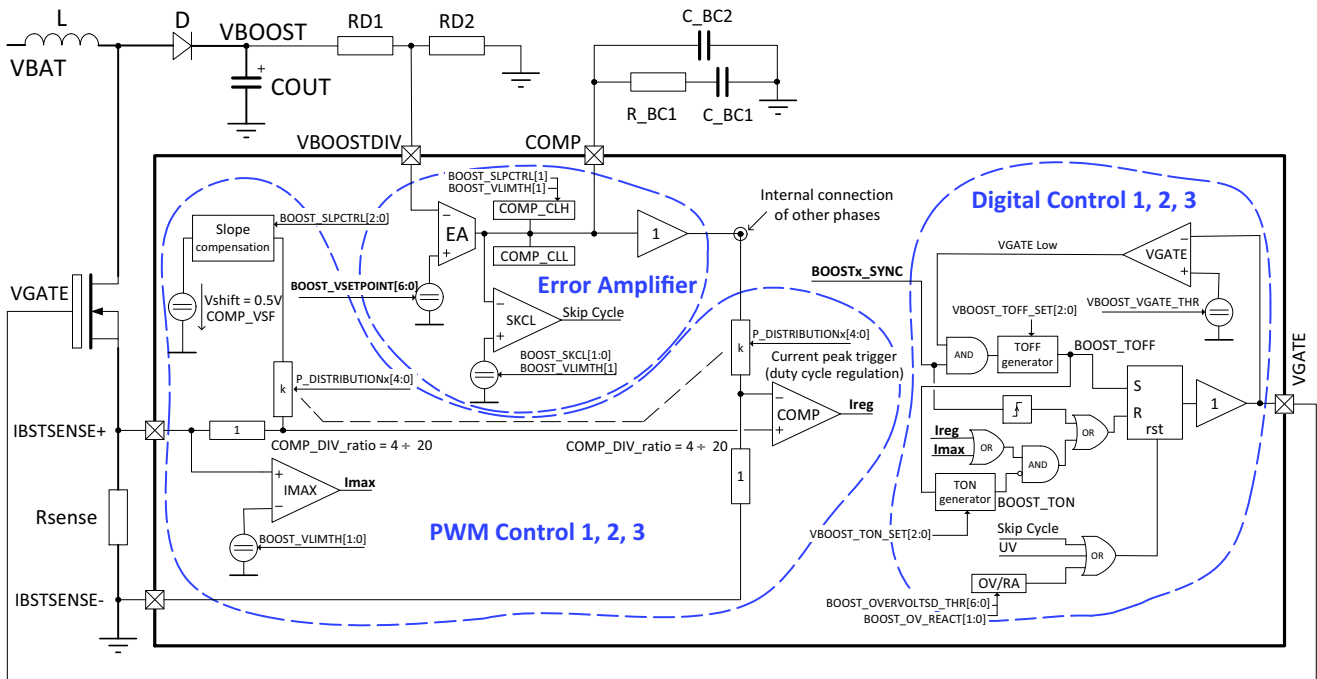 L
D
VBOOST
RD1
RD2
C_BC2
VBAT
+
COUT
R_BC1
C_BC1
VBOOSTDIV
COMP
BOOST_SLPCTRL[1]
BOOST_VLIMTH[1]
COMP_CLH
Internal connection
of other phases
Digital Control 1, 2, 3
BOOST_SLPCTRL[2:0]
Slope
compensation
−
EA
+
1
COMP_CLL
VGATE Low
−
VGATE
+
VGATE
Vshift = 0.5V
COMP_VSF
BOOST_VSETPOINT[6:0]
Error Amplifier
BOOSTx_SYNC
VBOOST_VGATE_THR
−
SKCL
+
Skip Cycle
VBOOST_TOFF_SET[2:0]
P_DISTRIBUTIONx[4:0]
k
AND
TOFF
generator
BOOST_TOFF
BOOST_SKCL[1:0]
BOOST_VLIMTH[1]
Current peak trigger
(duty cycle regulation)
VGATE
k
P_DISTRIBUTIONx[4:0]
S
R
rst
1
−
COMP
+
Ireg
IBSTSENSE+
1
COMP_DIV_ratio = 4 ÷ 20
COMP_DIV_ratio = 4 ÷ 20
Ireg
Imax
OR
OR
AND
1
+
IMAX
−
Imax
TON
generator
BOOST_TON
Rsense
PWM Control 1, 2, 3
BOOST_VLIMTH[1:0]
VBOOST_TON_SET[2:0]
Skip Cycle
UV
OR
OV/RA
IBSTSENSE-
BOOST_OVERVOLTSD_THR[6:0]
BOOST_OV_REACT[1:0]